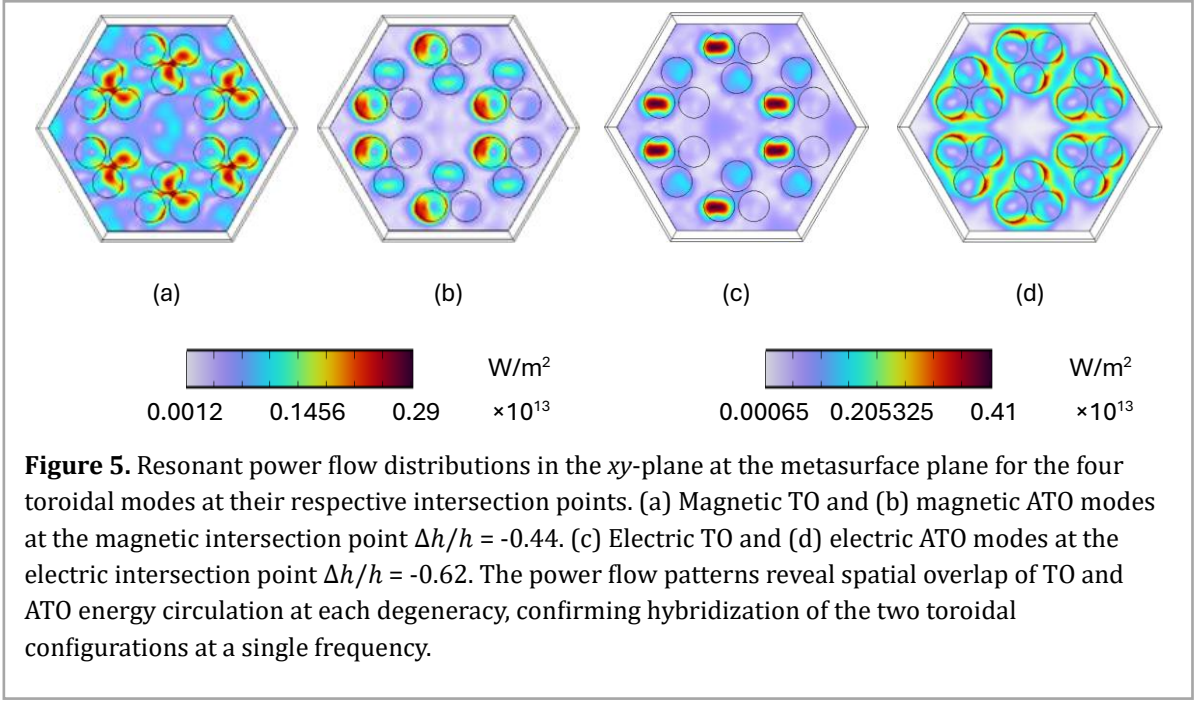 (a) (b) (c) (d)
W/m² W/m²
0.0012 0.1456 0.29 ×10¹³ 0.00065 0.205325 0.41 ×10¹³
Figure 5. Resonant power flow distributions in the xy-plane at the metasurface plane for the four
toroidal modes at their respective intersection points. (a) Magnetic TO and (b) magnetic ATO modes
at the magnetic intersection point Δh/h = -0.44. (c) Electric TO and (d) electric ATO modes at the
electric intersection point Δh/h = -0.62. The power flow patterns reveal spatial overlap of TO and
ATO energy circulation at each degeneracy, confirming hybridization of the two toroidal
configurations at a single frequency.